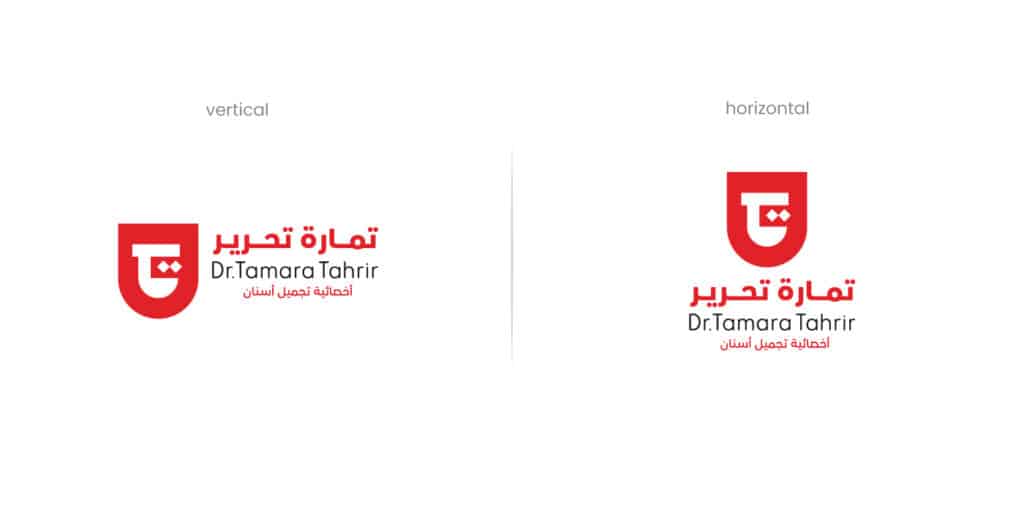 vertical
تمارة تحرير
Dr.Tamara Tahrir
أخصائية تجميل أسنان
horizontal
تمارة تحرير
Dr.Tamara Tahrir
أخصائية تجميل أسنان